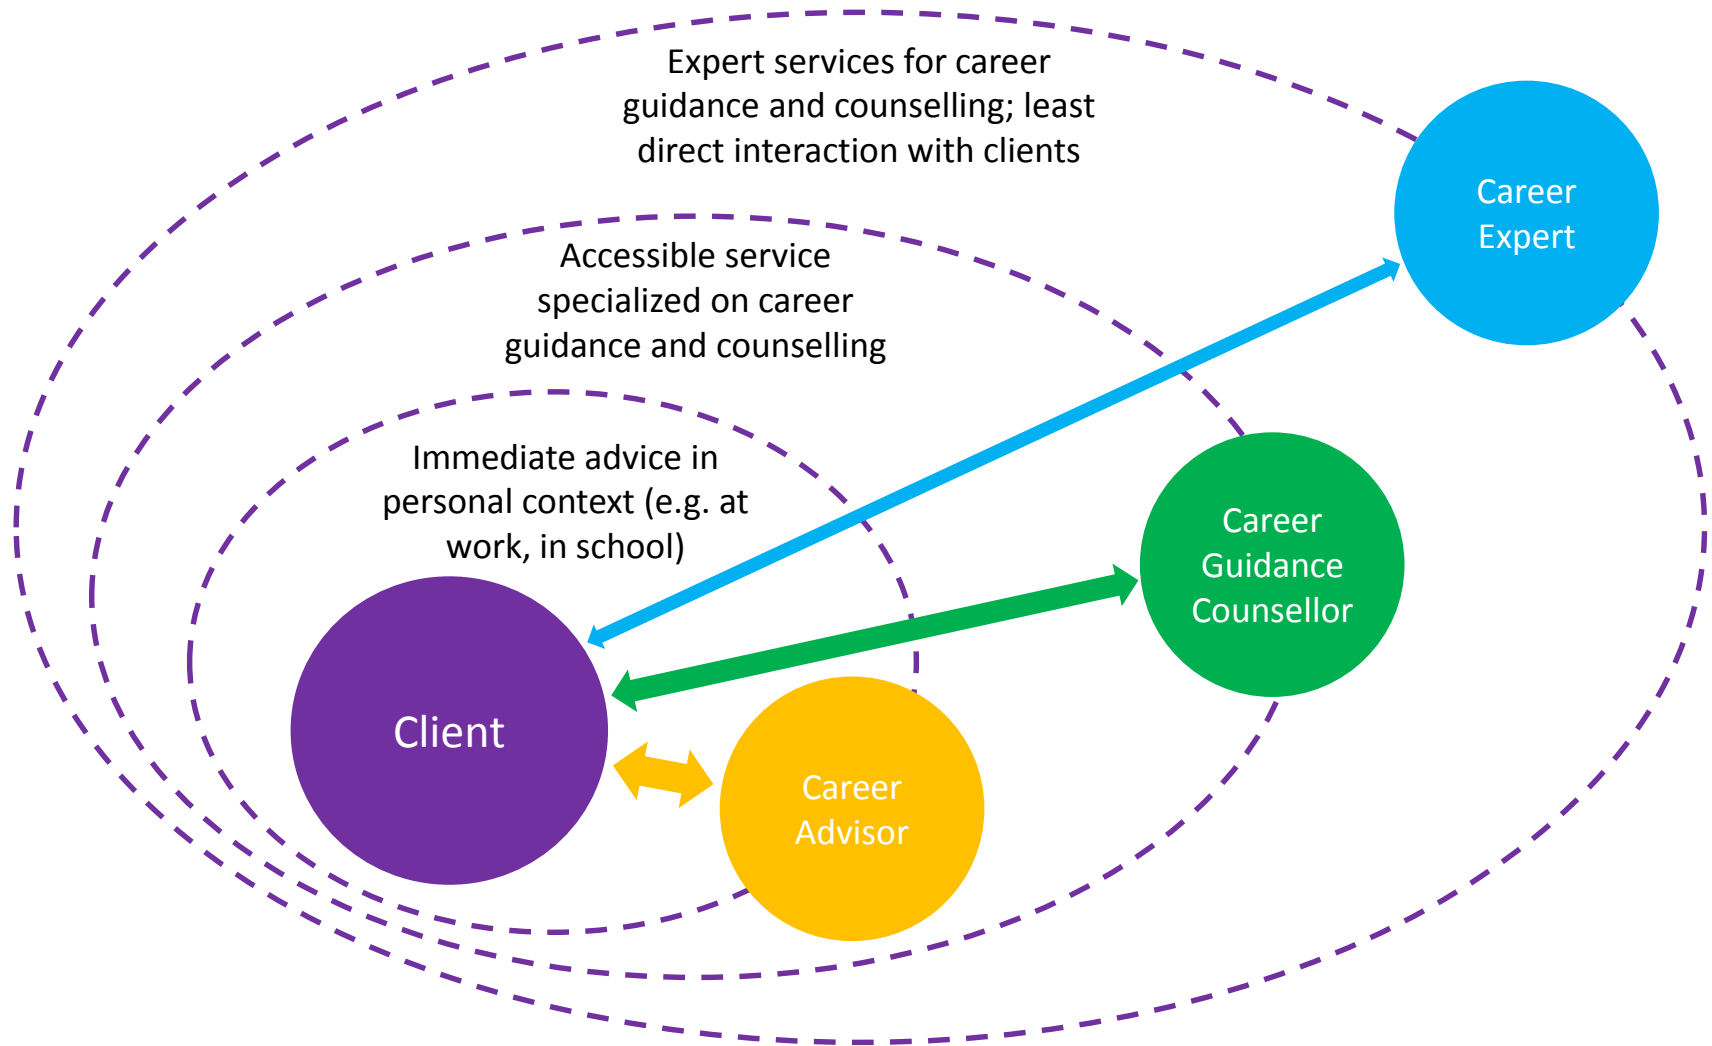 Expert services for career
guidance and counselling; least
direct interaction with clients
Career
Expert
Accessible service
specialized on career
guidance and counselling
Immediate advice in
personal context (e.g. at
work, in school)
Career
Guidance
Counsellor
Client
Career
Advisor